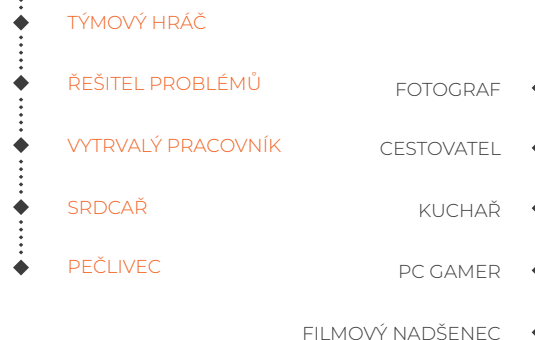 TÝMOVÝ HRÁČ
ŘEŠITEL PROBLÉMŮ
VYTRVALÝ PRACOVNÍK
SRDCAŘ
PEČLIVEC
FOTOGRAF
CESTOVATEL
KUCHAŘ
PC GAMER
FILMOVÝ NADŠENEC